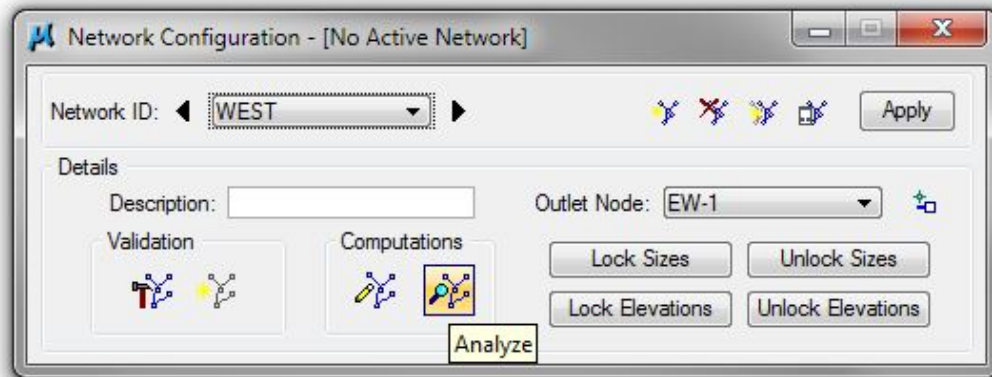 Network Configuration - [No Active Network]
Network ID: WEST Apply
Details
Description: Outlet Node: EW-1
Validation Computations
Lock Sizes Unlock Sizes
Lock Elevations Unlock Elevations
Analyze